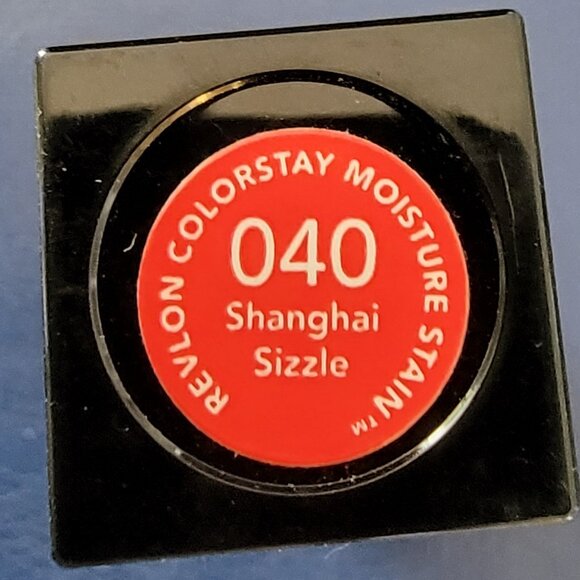 REVLON COLORSTAY MOISTURE STAIN™
040
Shanghai
Sizzle